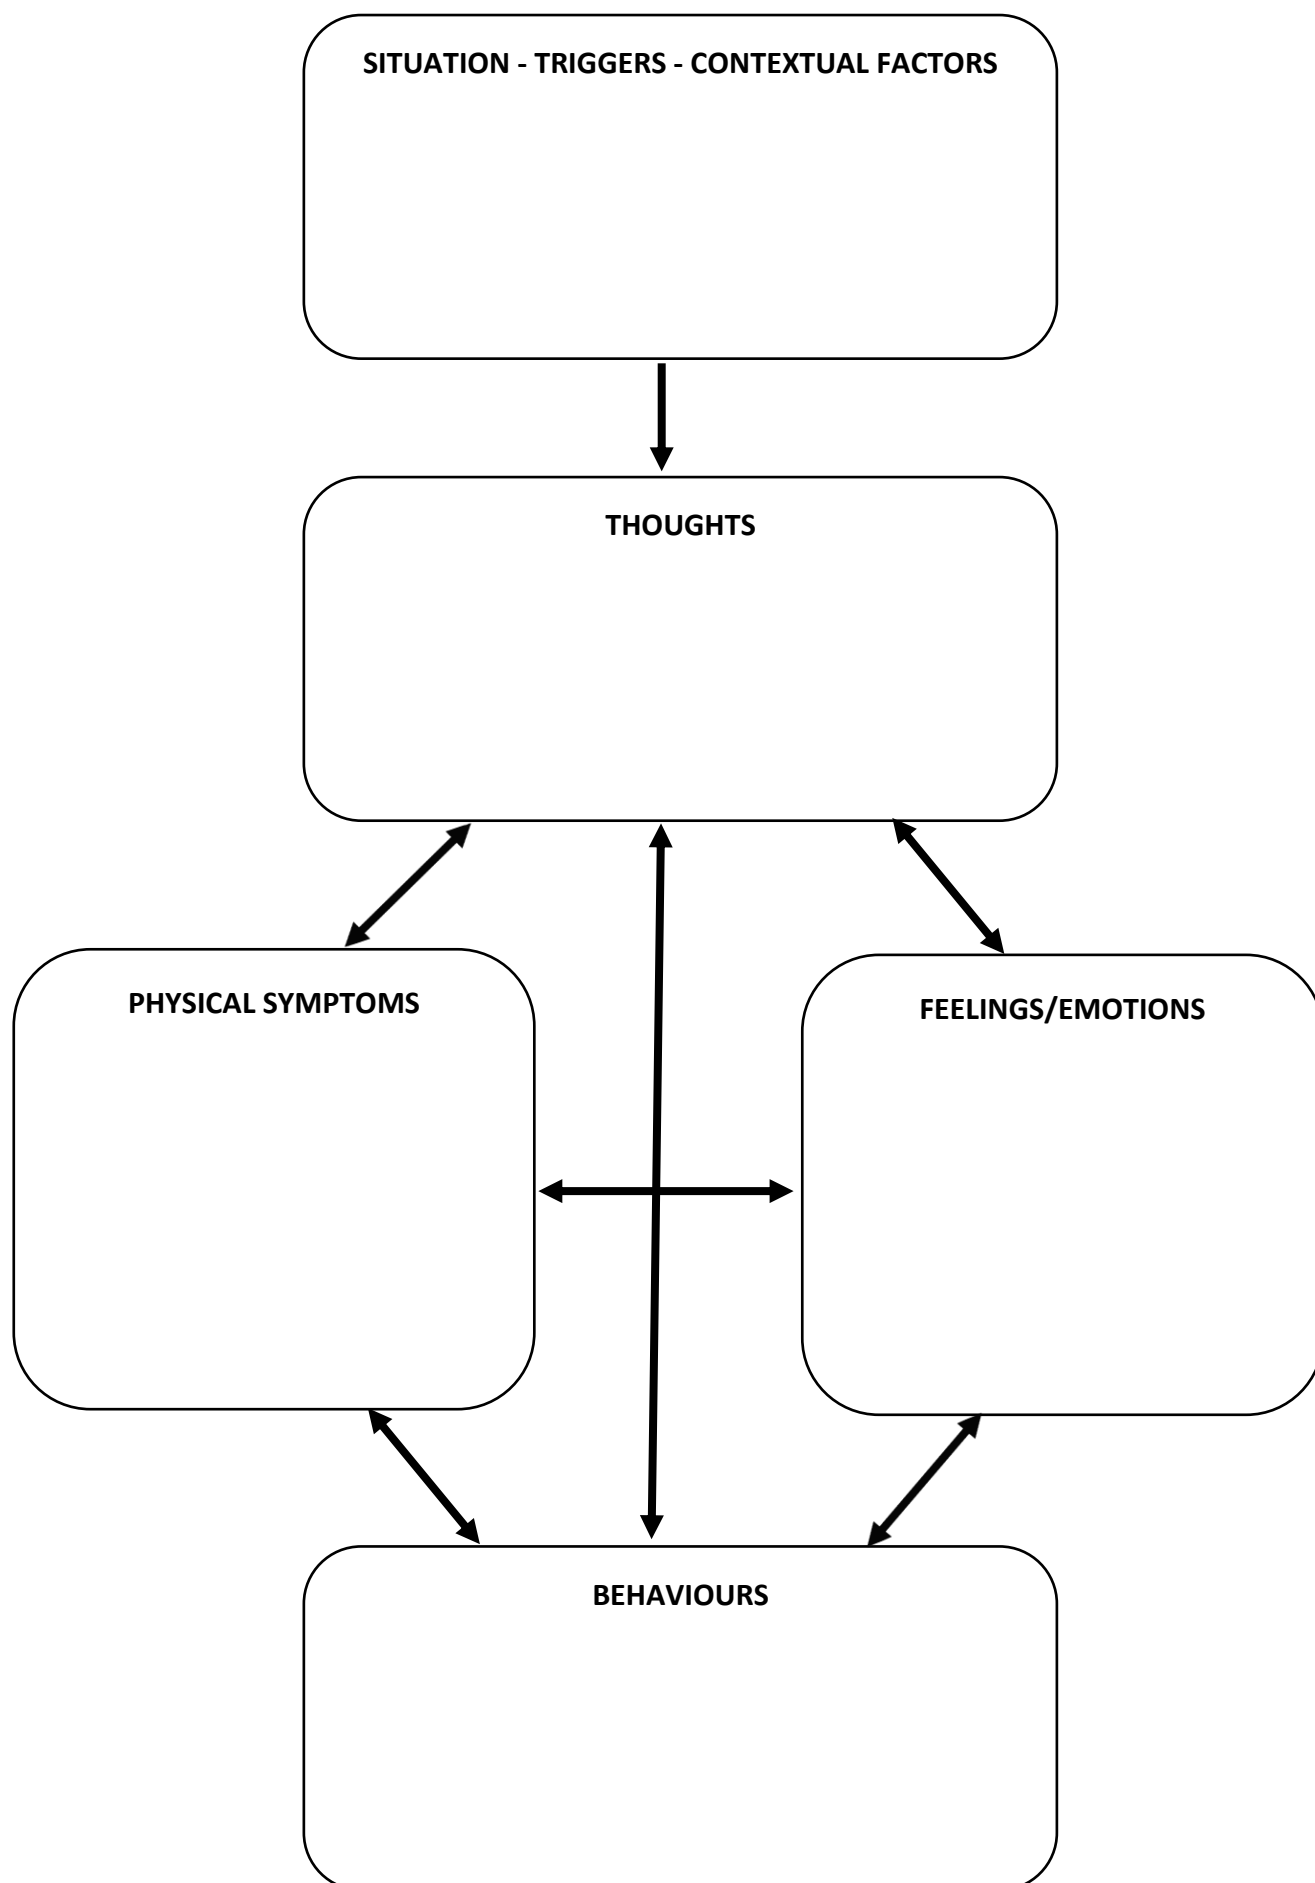 SITUATION - TRIGGERS - CONTEXTUAL FACTORS
THOUGHTS
PHYSICAL SYMPTOMS
FEELINGS/EMOTIONS
BEHAVIOURS